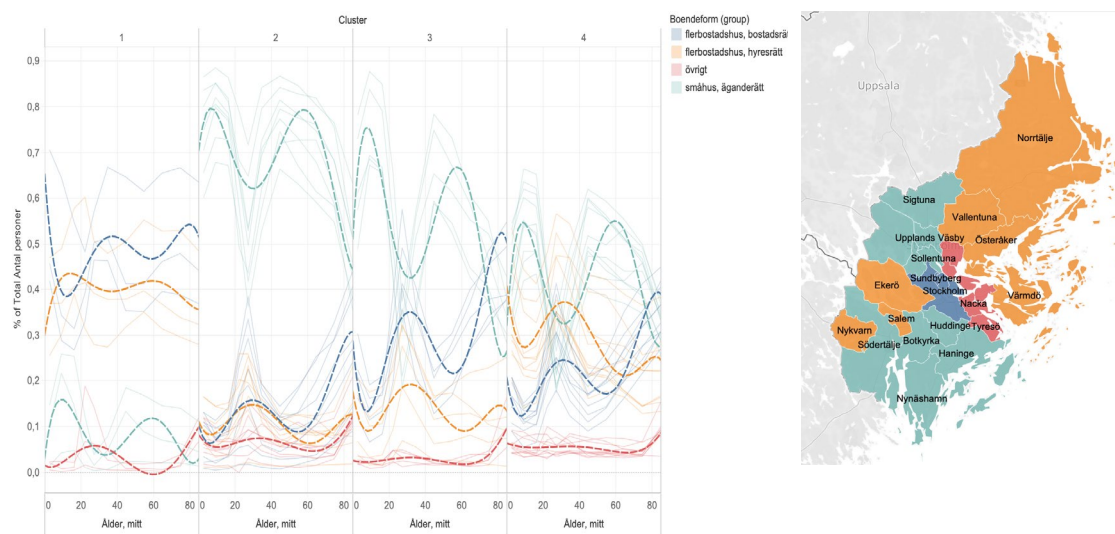 Cluster
1 2 3 4
% of Total Antal personer
0,9
0,8
0,7
0,6
0,5
0,4
0,3
0,2
0,1
0,0
0 20 40 60 80 0 20 40 60 80 0 20 40 60 80 0 20 40 60 80
Ålder, mitt Ålder, mitt Ålder, mitt Ålder, mitt
Boendeform (group)
flerbostadshus, bostadsrät
flerbostadshus, hyresrätt
övrigt
småhus, äganderätt
Uppsala
Norrtälje
Sigtuna
Vallentuna
Upplands Väsby
Österåker
Sollentuna
Sundbyberg
Ekerö
Stockholm
Värmdö
Nacka
Salem
Huddinge
Tyresö
Nykvarn
Botkyrka
Södertälje
Haninge
Nynäshamn